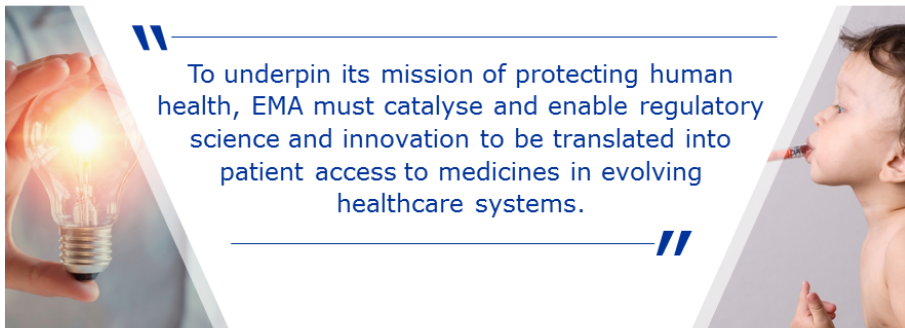 To underpin its mission of protecting human
health, EMA must catalyse and enable regulatory
science and innovation to be translated into
patient access to medicines in evolving
healthcare systems.